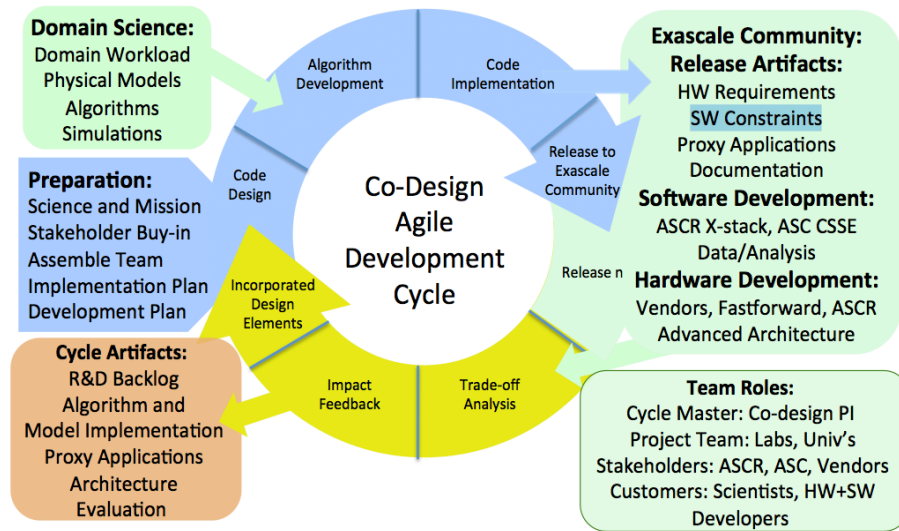 Domain Science:
Domain Workload
Physical Models
Algorithms
Simulations
Preparation:
Science and Mission
Stakeholder Buy-in
Assemble Team
Implementation Plan
Development Plan
Cycle Artifacts:
R&D Backlog
Algorithm and
Model Implementation
Proxy Applications
Architecture
Evaluation
Algorithm
Development
Code
Implementation
Release to
Exascale
Community
Release n
Trade-off
Analysis
Impact
Feedback
Incorporated
Design
Elements
Code
Design
Co-Design
Agile
Development
Cycle
Exascale Community:
Release Artifacts:
HW Requirements
SW Constraints
Proxy Applications
Documentation
Software Development:
ASCR X-stack, ASC CSSE
Data/Analysis
Hardware Development:
Vendors, Fastforward, ASCR
Advanced Architecture
Team Roles:
Cycle Master: Co-design PI
Project Team: Labs, Univ's
Stakeholders: ASCR, ASC, Vendors
Customers: Scientists, HW+SW
Developers